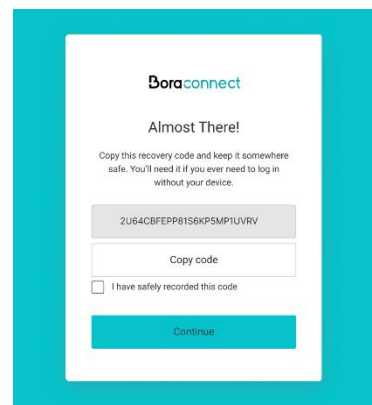 Boraconnect
Almost There!
Copy this recovery code and keep it somewhere
safe. You'll need it if you ever need to log in
without your device.
2U64CBFEPP81S6KP5MP1UVRV
Copy code
I have safely recorded this code
Continue